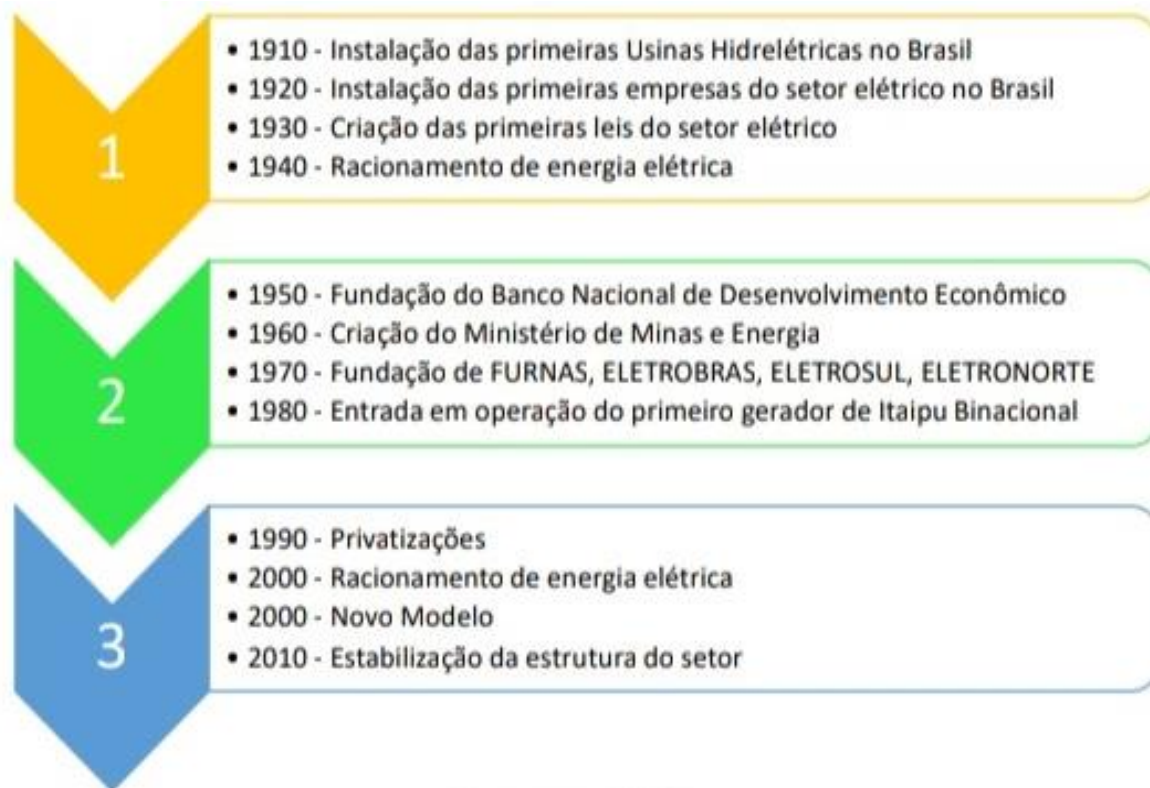 1
• 1910 - Instalação das primeiras Usinas Hidrelétricas no Brasil
• 1920 - Instalação das primeiras empresas do setor elétrico no Brasil
• 1930 - Criação das primeiras leis do setor elétrico
• 1940 - Racionamento de energia elétrica
2
• 1950 - Fundação do Banco Nacional de Desenvolvimento Econômico
• 1960 - Criação do Ministério de Minas e Energia
• 1970 - Fundação de FURNAS, ELETROBRAS, ELETROSUL, ELETRONORTE
• 1980 - Entrada em operação do primeiro gerador de Itaipu Binacional
3
• 1990 - Privatizações
• 2000 - Racionamento de energia elétrica
• 2000 - Novo Modelo
• 2010 - Estabilização da estrutura do setor